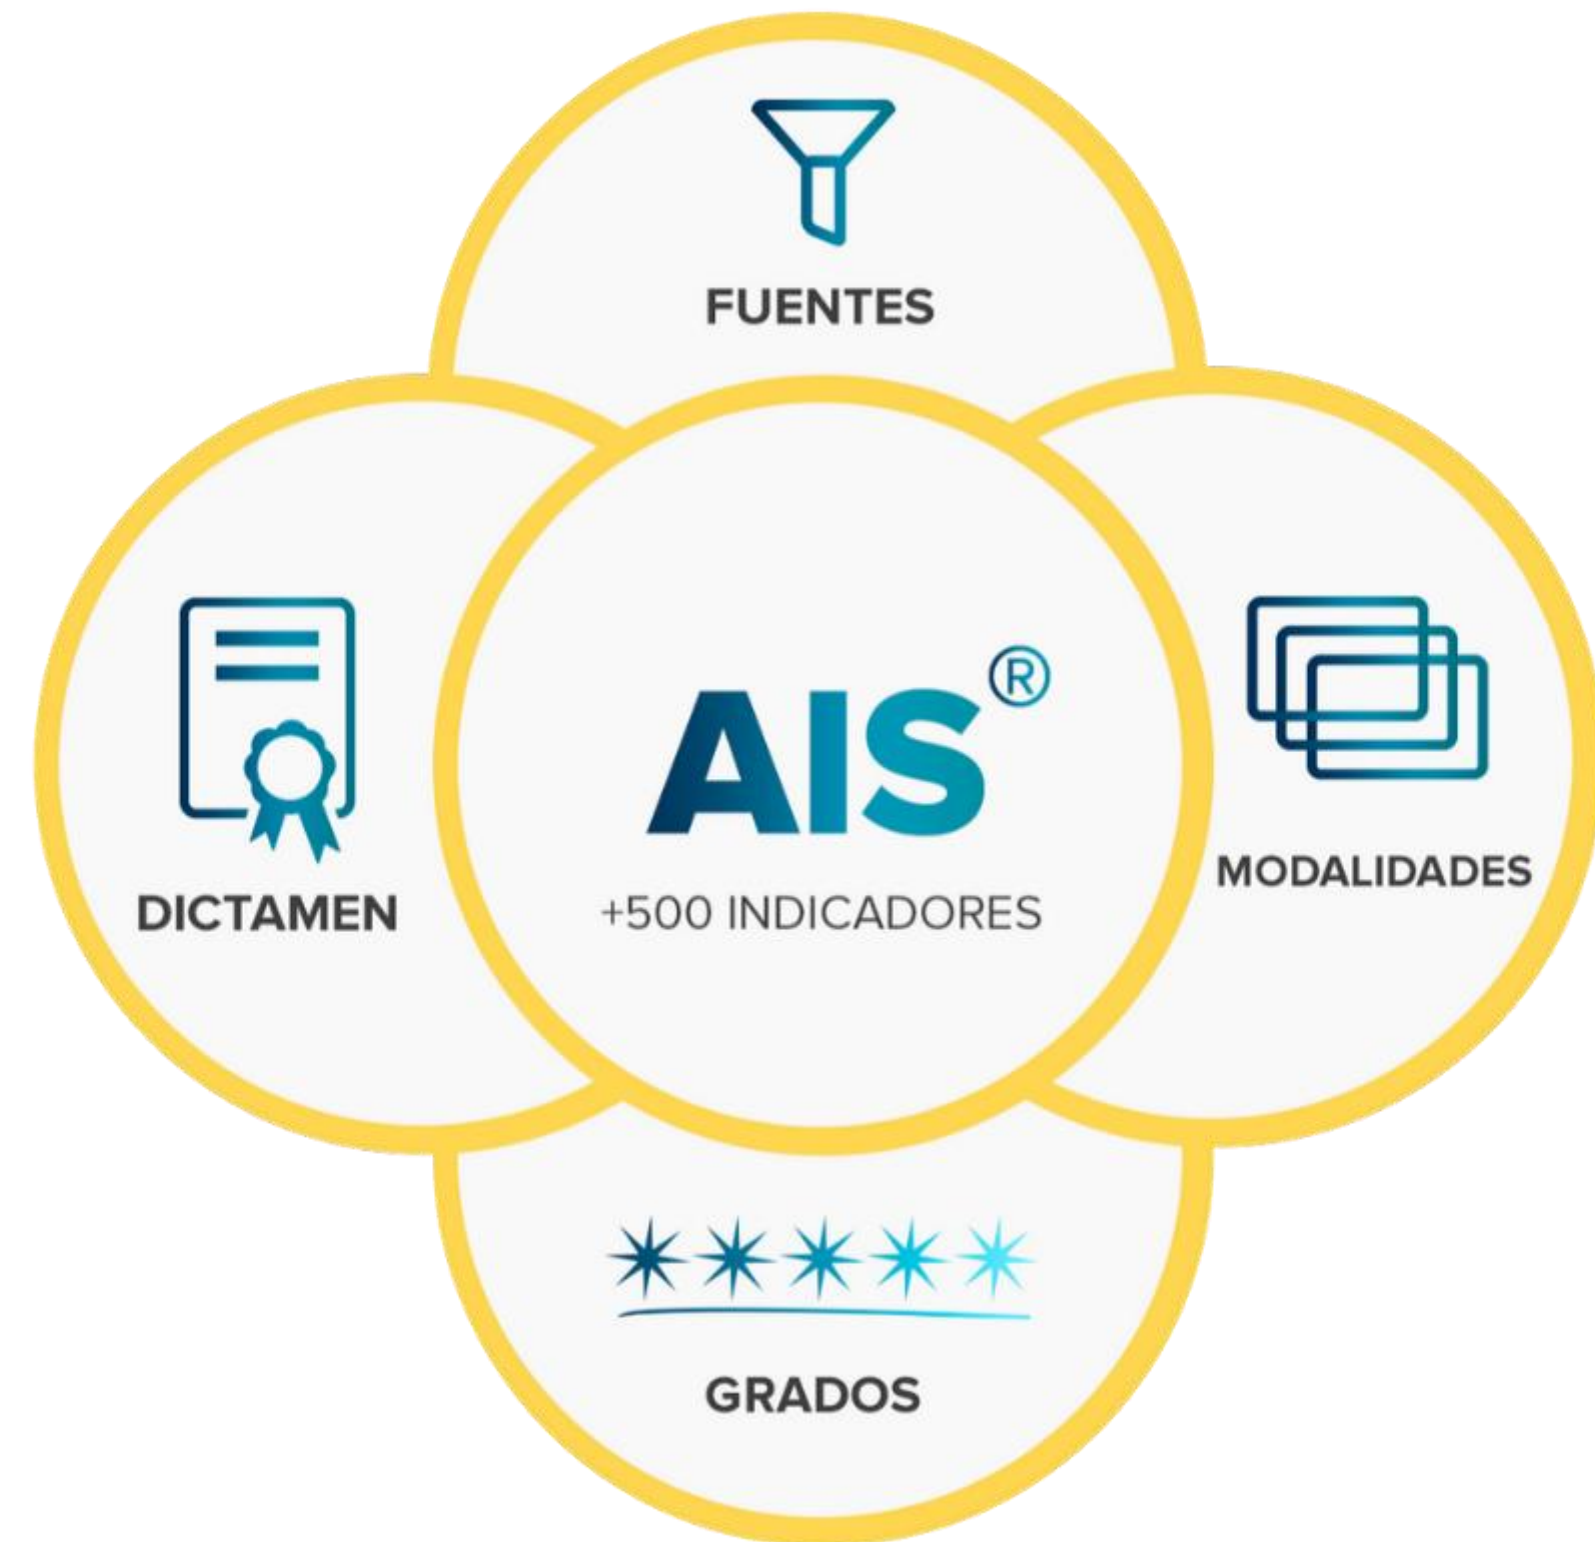 FUENTES
DICTAMEN
AIS®
+500 INDICADORES
MODALIDADES
GRADOS